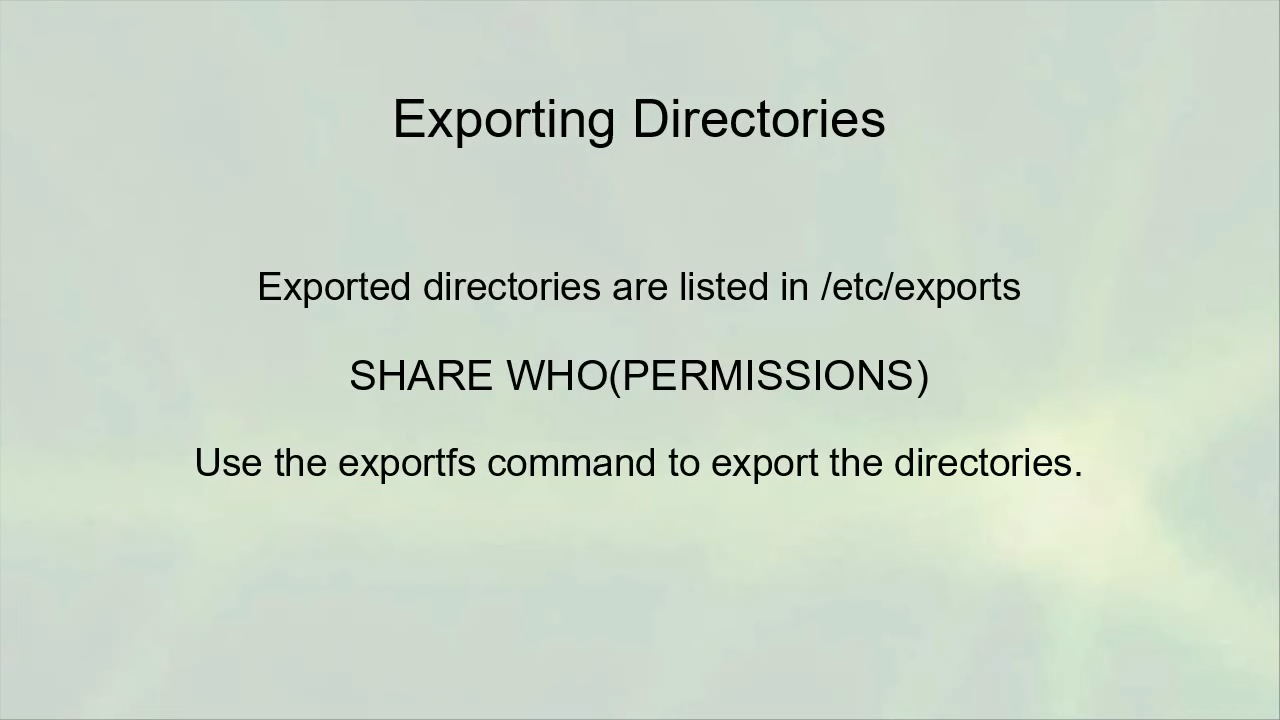 Exporting Directories
Exported directories are listed in /etc/exports
SHARE WHO(PERMISSIONS)
Use the exportfs command to export the directories.